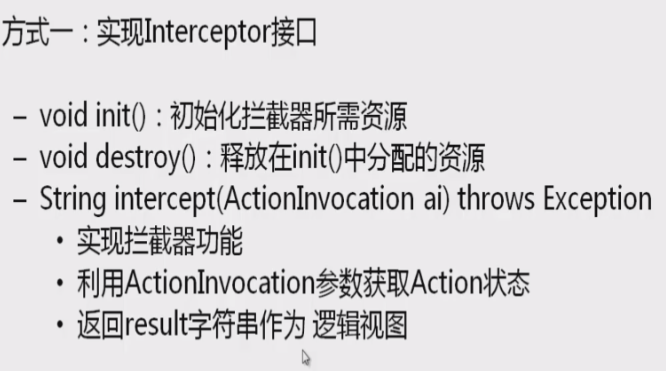 方式一：实现Interceptor接口
– void init()：初始化拦截器所需资源
– void destroy()：释放在init()中分配的资源
– String intercept(ActionInvocation ai) throws Exception
• 实现拦截器功能
• 利用ActionInvocation参数获取Action状态
• 返回result字符串作为 逻辑视图